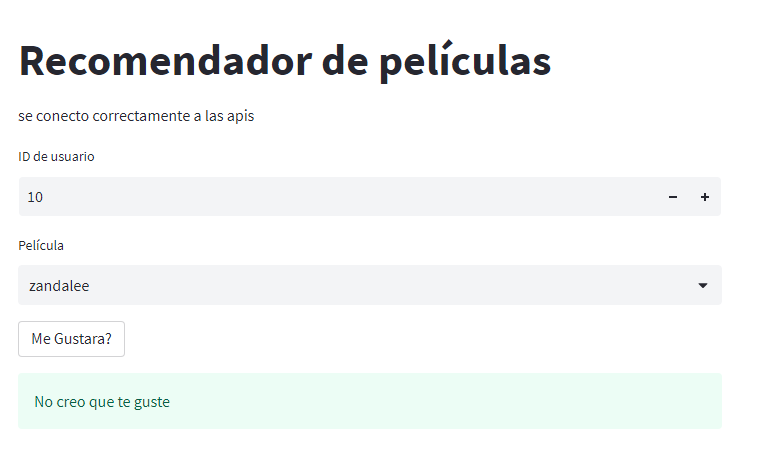 Recomendador de películas
se conecto correctamente a las apis
ID de usuario
10
Película
zandalee
Me Gustara?
No creo que te guste